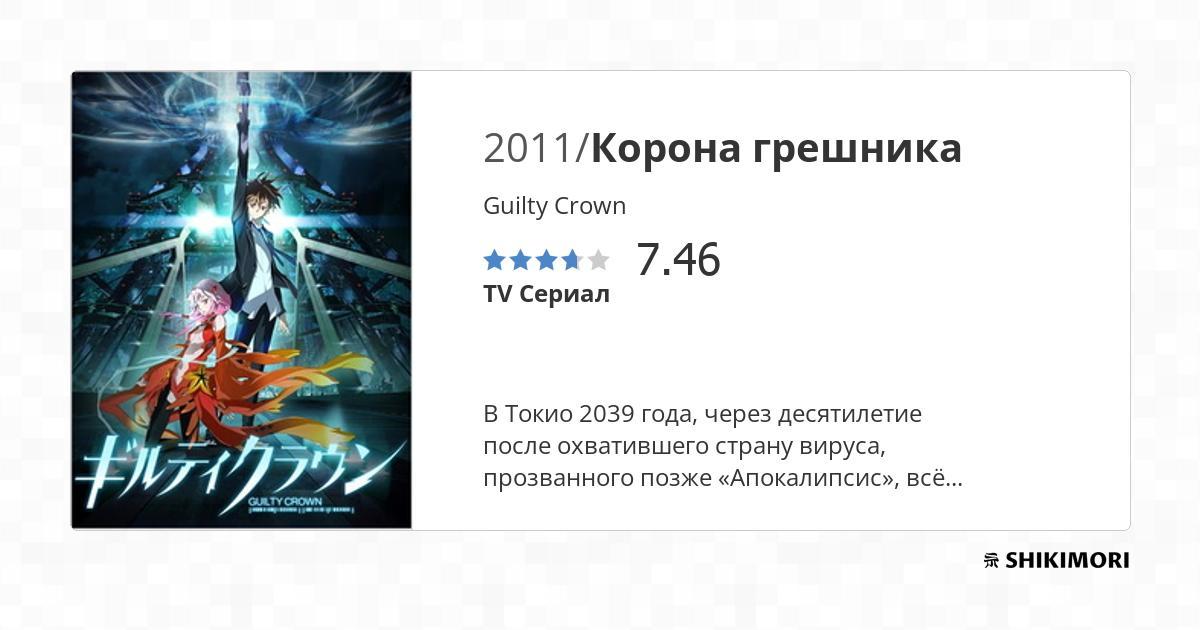 2011/Корона грешника
Guilty Crown
7.46
TV Сериал
В Токио 2039 года, через десятилетие
после охватившего страну вируса,
прозванного позже «Апокалипсис», всё...
ギルティクラウン
GUILTY CROWN
SHIKIMORI